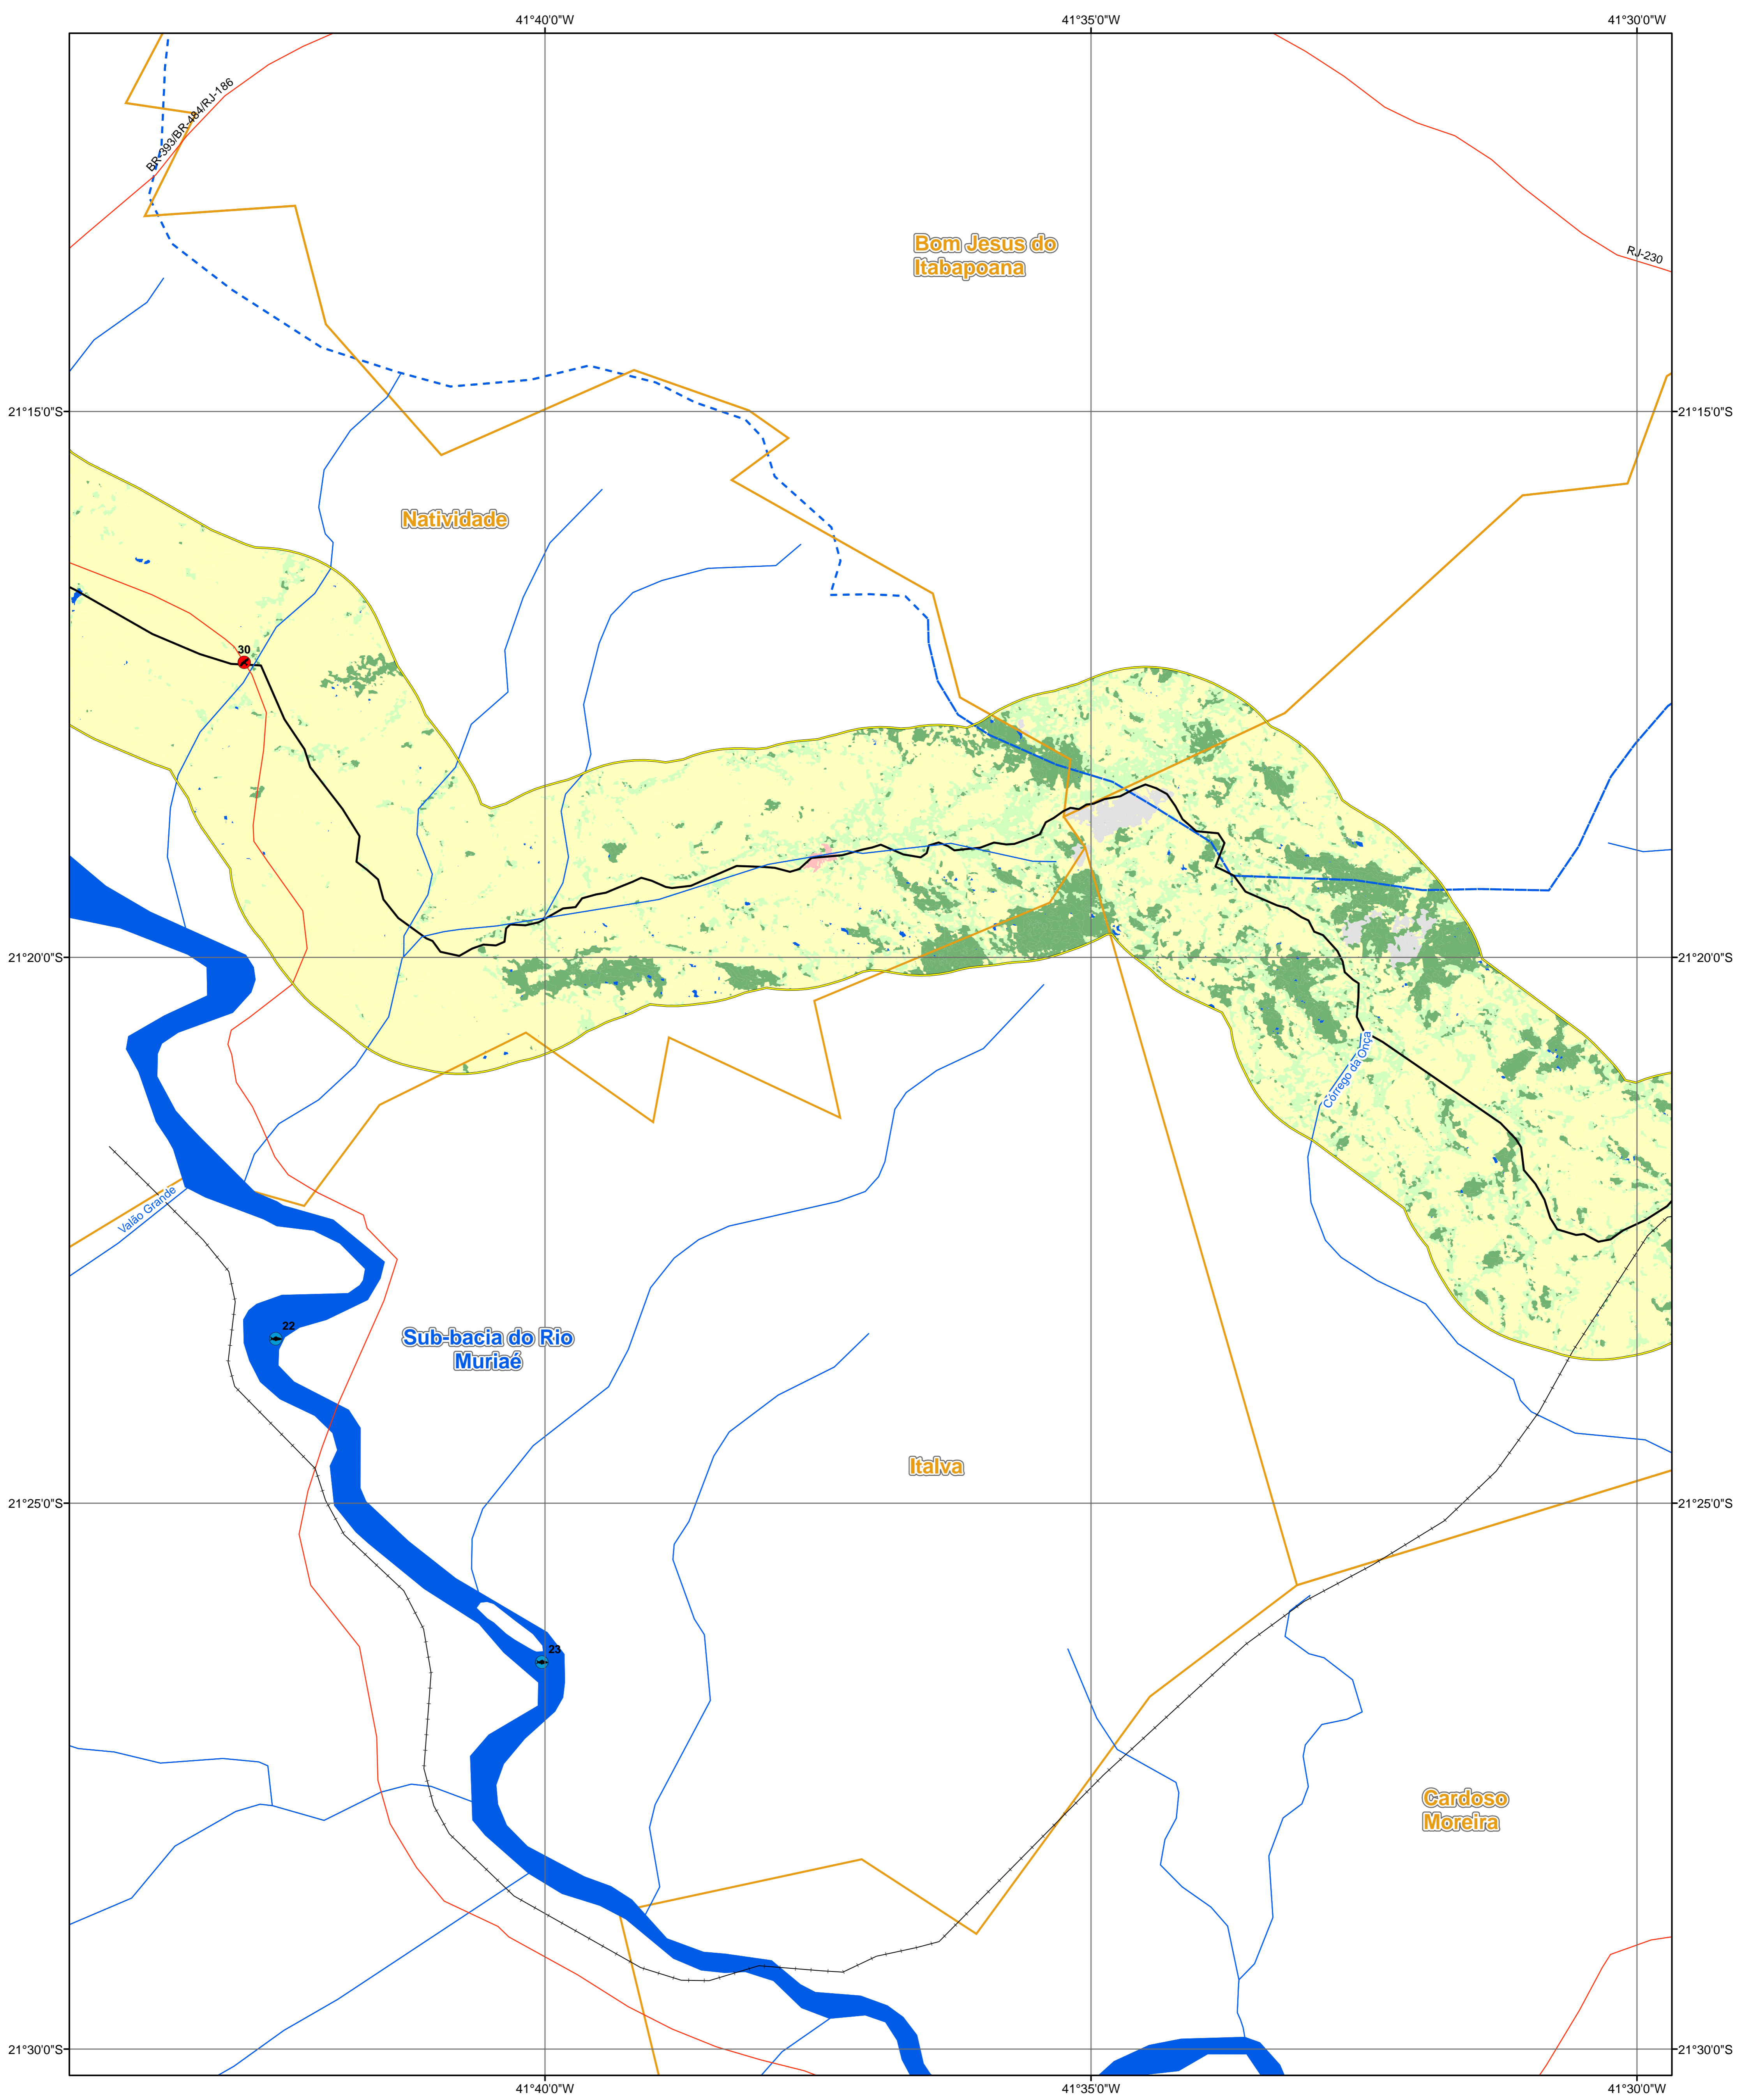 41°40'0"W
41°35'0"W
41°30'0"W
BR-393/BR-484/RJ-186
Bom Jesus do
Itabapoana
RJ-230
21°15'0"S
21°15'0"S
Natividade
30
21°20'0"S
21°20'0"S
Córrego da Onça
Valão Grande
22
Sub-bacia do Rio
Muriaé
Italva
21°25'0"S
21°25'0"S
23
Cardoso
Moreira
21°30'0"S
21°30'0"S
41°40'0"W
41°35'0"W
41°30'0"W